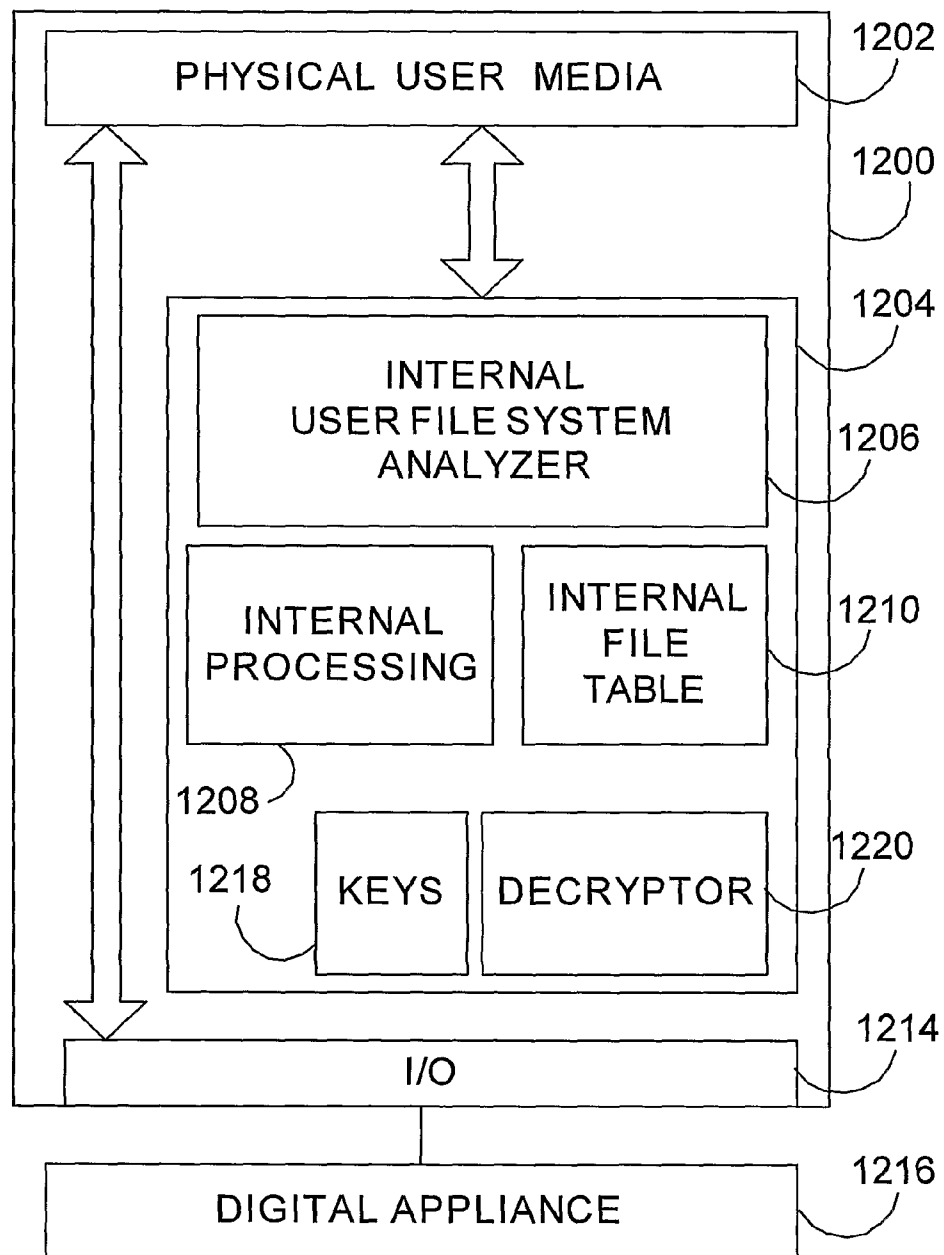 1202
PHYSICAL USER MEDIA
1200
1204
INTERNAL
USER FILE SYSTEM
ANALYZER
1206
INTERNAL
PROCESSING
INTERNAL
FILE
TABLE
1210
1208
1218
KEYS
DECRYPTOR
1220
1214
I/O
1216
DIGITAL APPLIANCE